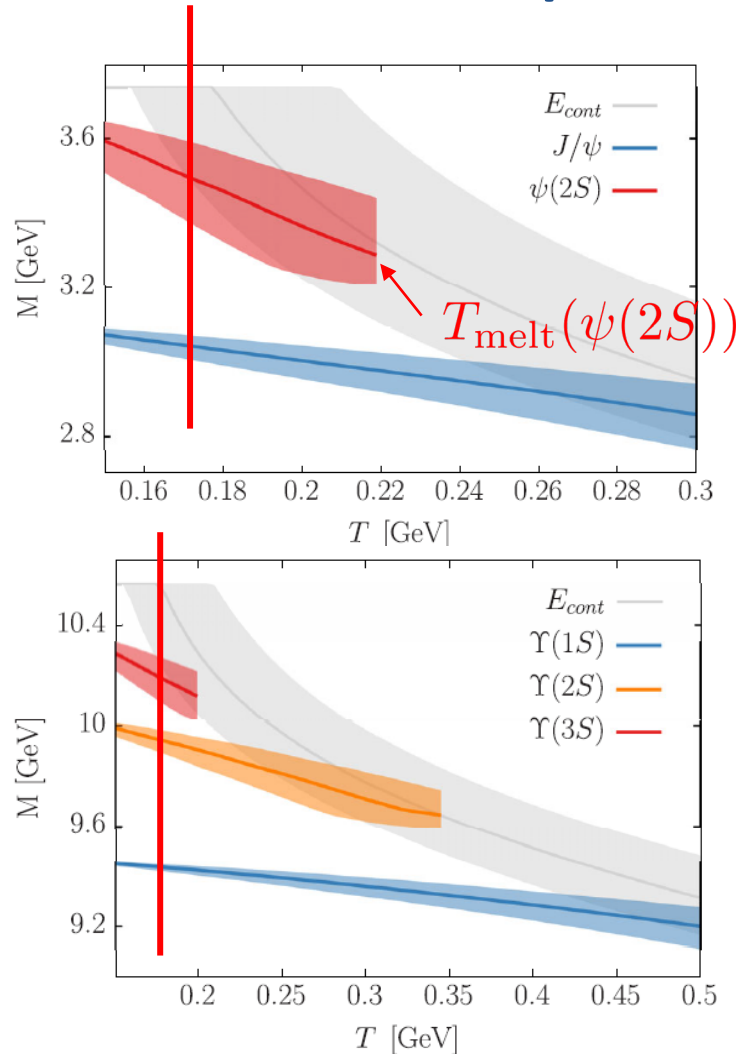 E_cont
J/ψ
ψ(2S)
3.6
3.2
2.8
M [GeV]
T_melt(ψ(2S))
0.16 0.18 0.2 0.22 0.24 0.26 0.28 0.3
T [GeV]
E_cont
Υ(1S)
Υ(2S)
Υ(3S)
10.4
10
9.6
9.2
M [GeV]
0.2 0.25 0.3 0.35 0.4 0.45 0.5
T [GeV]